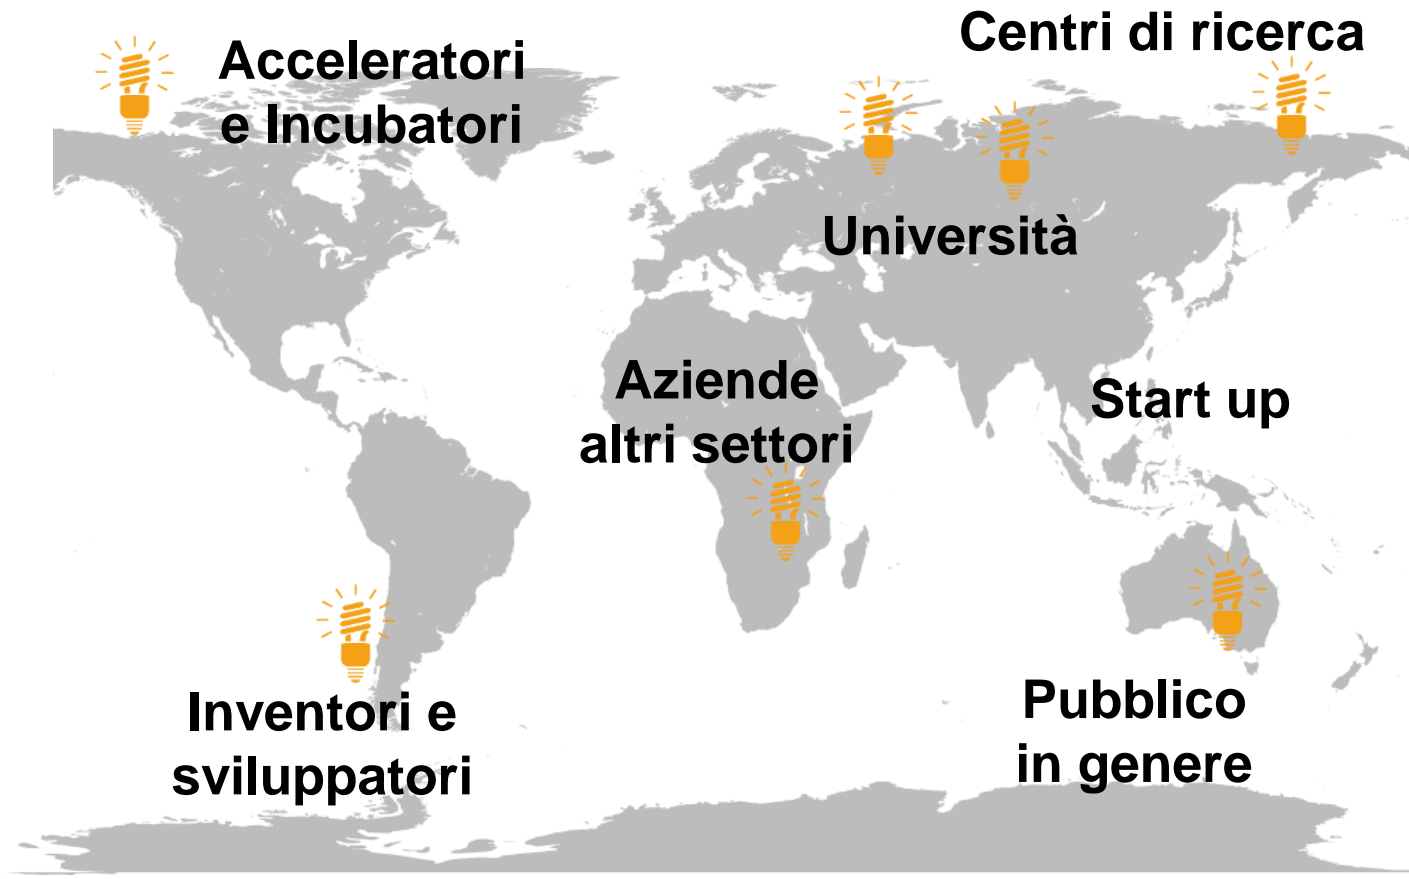 Centri di ricerca
Acceleratori
e Incubatori
Università
Aziende
altri settori
Start up
Inventori e
sviluppatori
Pubblico
in genere